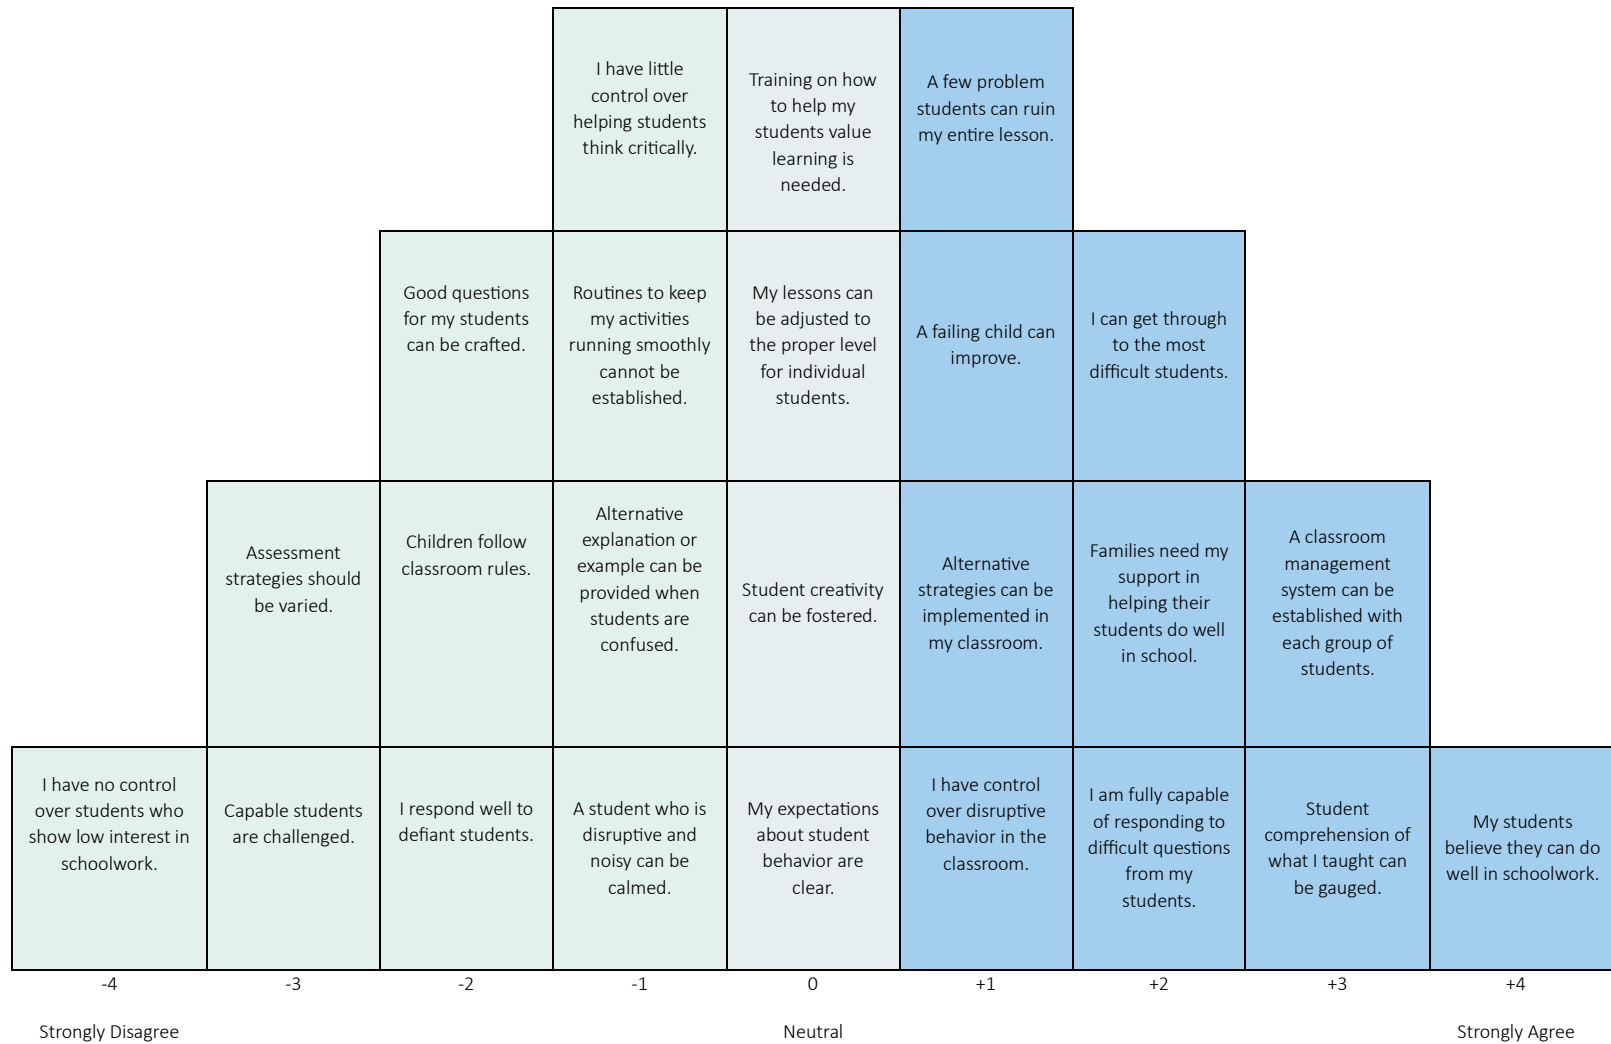 I have little
control over
helping students
think critically.
Training on how
to help my
students value
learning is
needed.
A few problem
students can ruin
my entire lesson.
Good questions
for my students
can be crafted.
Routines to keep
my activities
running smoothly
cannot be
established.
My lessons can
be adjusted to
the proper level
for individual
students.
A failing child can
improve.
I can get through
to the most
difficult students.
Assessment
strategies should
be varied.
Children follow
classroom rules.
Alternative
explanation or
example can be
provided when
students are
confused.
Student creativity
can be fostered.
Alternative
strategies can be
implemented in
my classroom.
Families need my
support in
helping their
students do well
in school.
A classroom
management
system can be
established with
each group of
students.
I have no control
over students who
show low interest in
schoolwork.
Capable students
are challenged.
I respond well to
defiant students.
A student who is
disruptive and
noisy can be
calmed.
My expectations
about student
behavior are
clear.
I have control
over disruptive
behavior in the
classroom.
I am fully capable
of responding to
difficult questions
from my
students.
Student
comprehension of
what I taught can
be gauged.
My students
believe they can do
well in schoolwork.
-4 -3 -2 -1 0 +1 +2 +3 +4
Strongly Disagree Neutral Strongly Agree